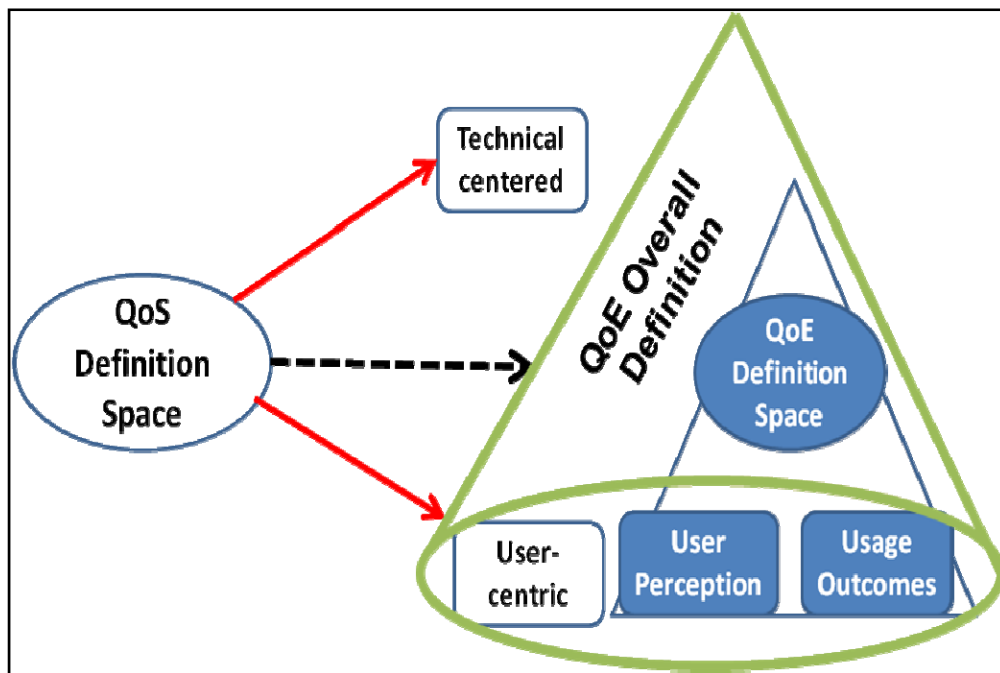 Technical
centered
QoS
Definition
Space
QoE Overall
Definition
QoE
Definition
Space
User-
centric
User
Perception
Usage
Outcomes